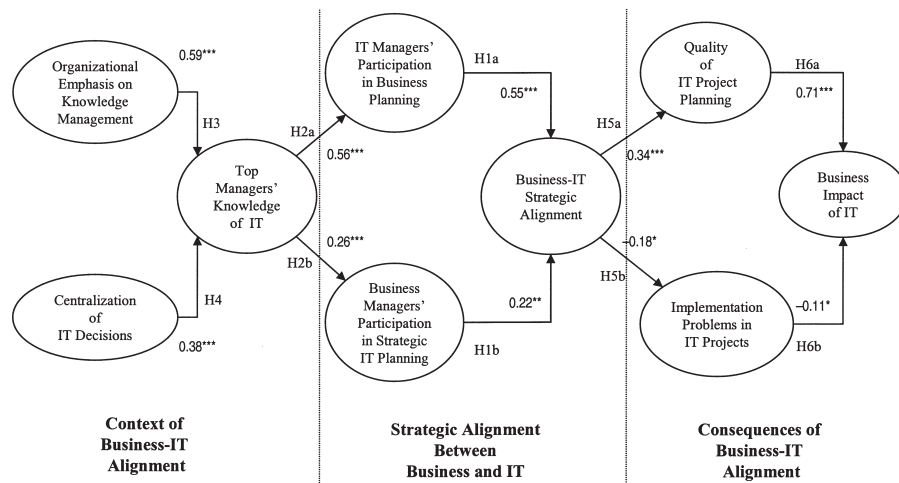 0.59***
Organizational
Emphasis on
Knowledge
Management
H3
Top
Managers’
Knowledge
of IT
Centralization
of
IT Decisions
H4
0.38***
H2a
0.56***
0.26***
H2b
IT Managers’
Participation
in Business
Planning
H1a
0.55***
Business
Managers’
Participation
in Strategic
IT Planning
0.22**
H1b
Business-IT
Strategic
Alignment
H5a
0.34***
–0.18*
H5b
Quality
of
IT Project
Planning
H6a
0.71***
Business
Impact
of IT
Implementation
Problems in
IT Projects
–0.11*
H6b
Context of
Business-IT
Alignment
Strategic Alignment
Between
Business and IT
Consequences of
Business-IT
Alignment